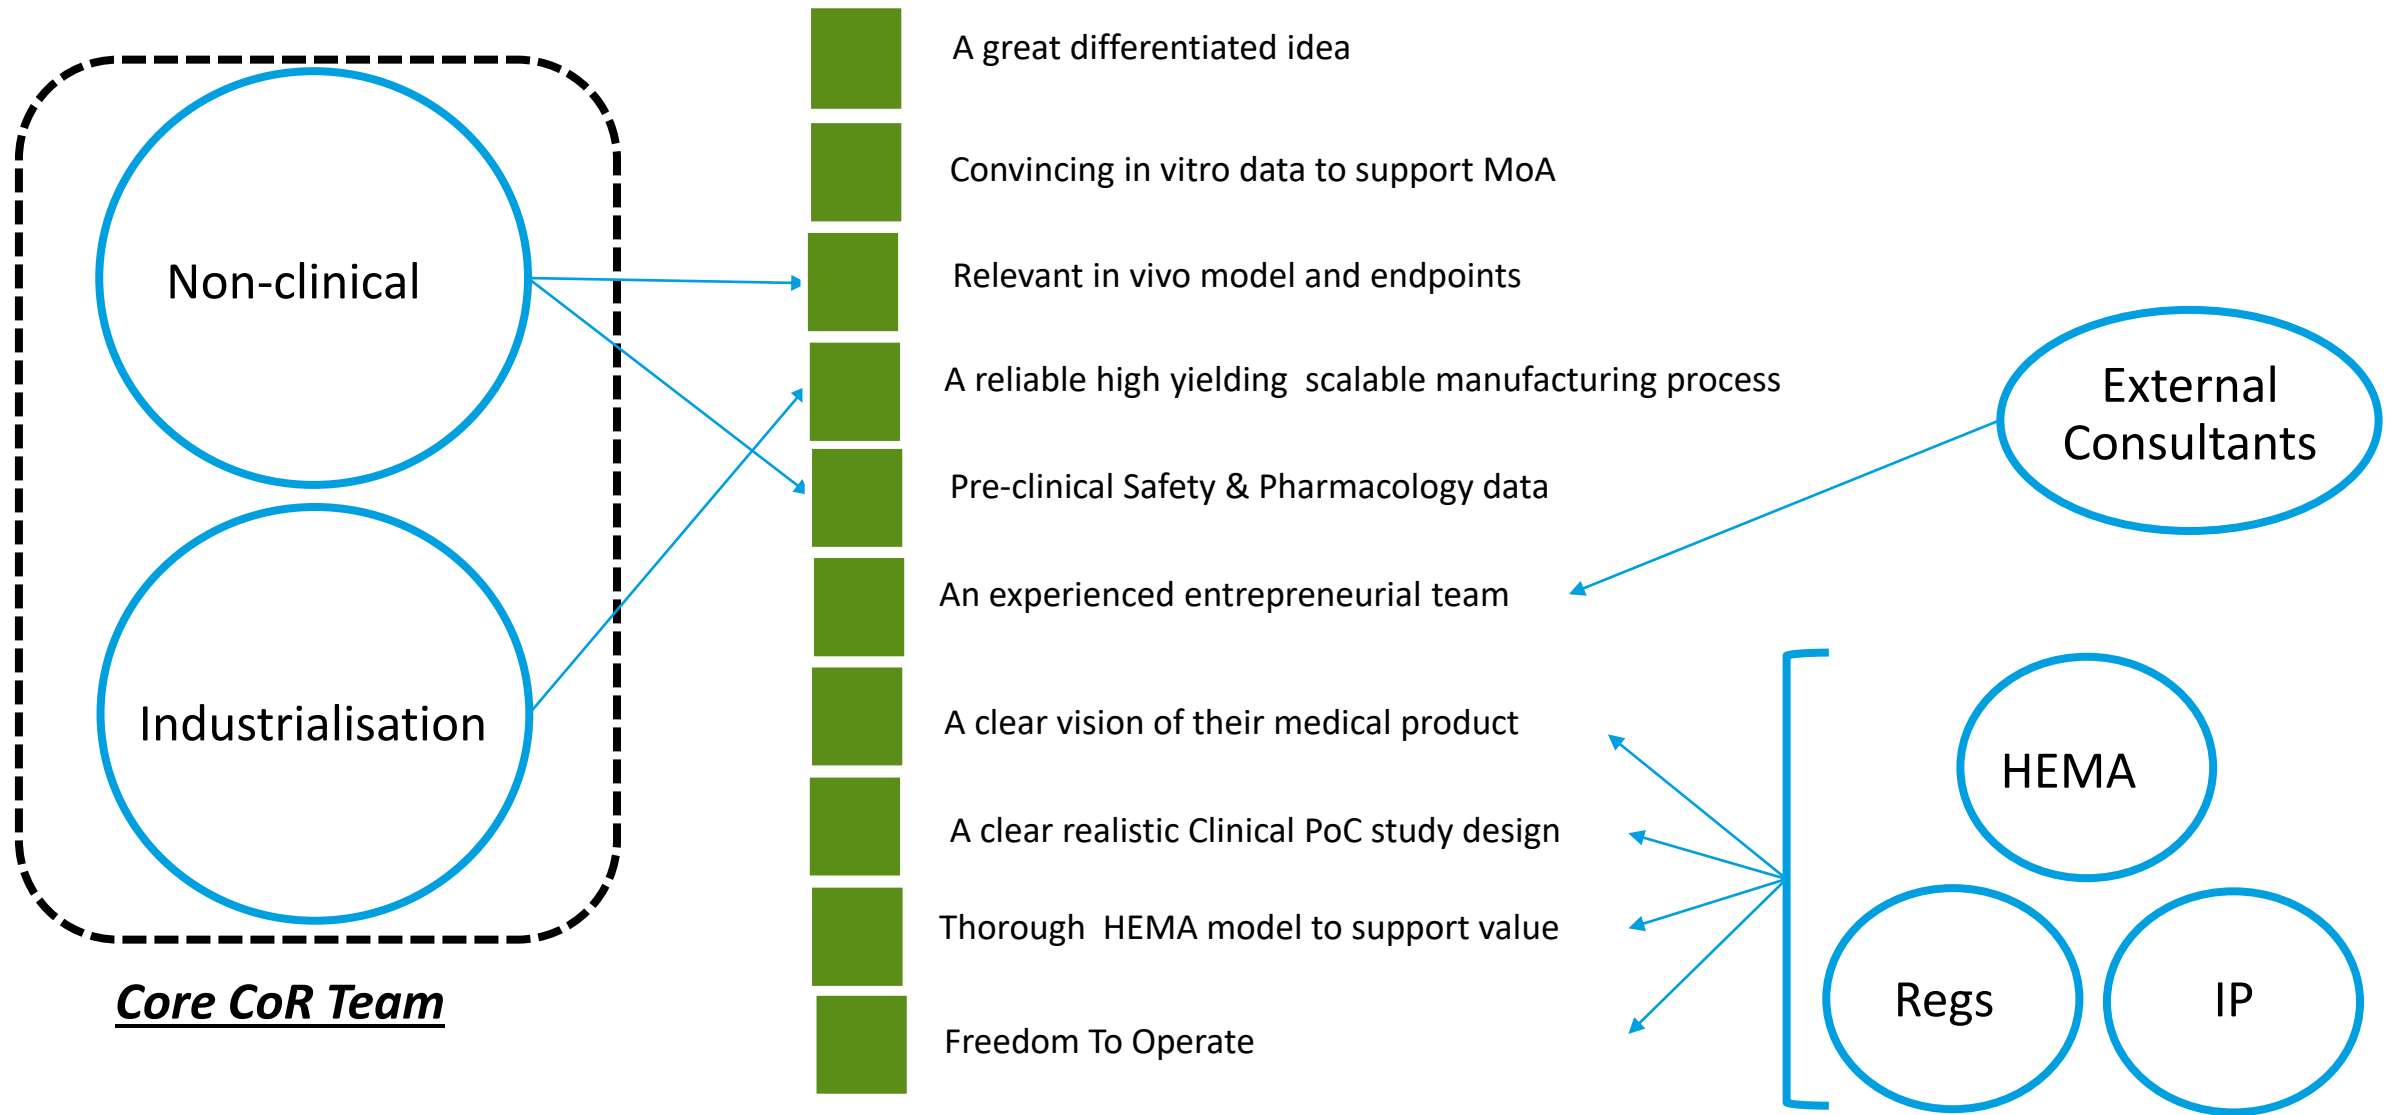 Non-clinical
Industrialisation
Core CoR Team
A great differentiated idea
Convincing in vitro data to support MoA
Relevant in vivo model and endpoints
A reliable high yielding  scalable manufacturing process
Pre-clinical Safety & Pharmacology data
An experienced entrepreneurial team
A clear vision of their medical product
A clear realistic Clinical PoC study design
Thorough  HEMA model to support value
Freedom To Operate
External
Consultants
HEMA
Regs
IP